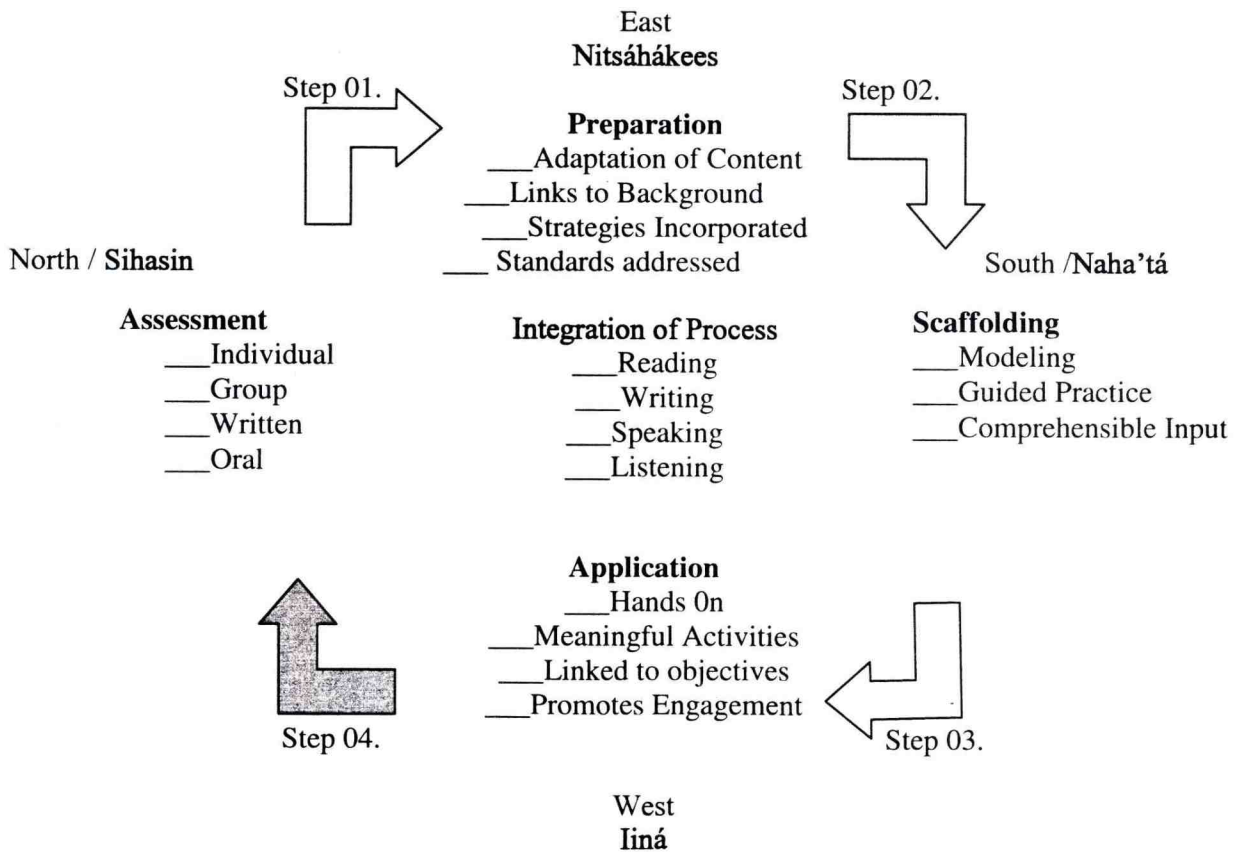 East
Nitsáhákees
Step 01.
Step 02.
Preparation
___Adaptation of Content
___Links to Background
___Strategies Incorporated
___ Standards addressed
North / Sihasin
South /Naha'tá
Assessment
___Individual
___Group
___Written
___Oral
Integration of Process
___Reading
___Writing
___Speaking
___Listening
Scaffolding
___Modeling
___Guided Practice
___Comprehensible Input
Application
___Hands 0n
___Meaningful Activities
___Linked to objectives
___Promotes Engagement
Step 04.
Step 03.
West
Iiná